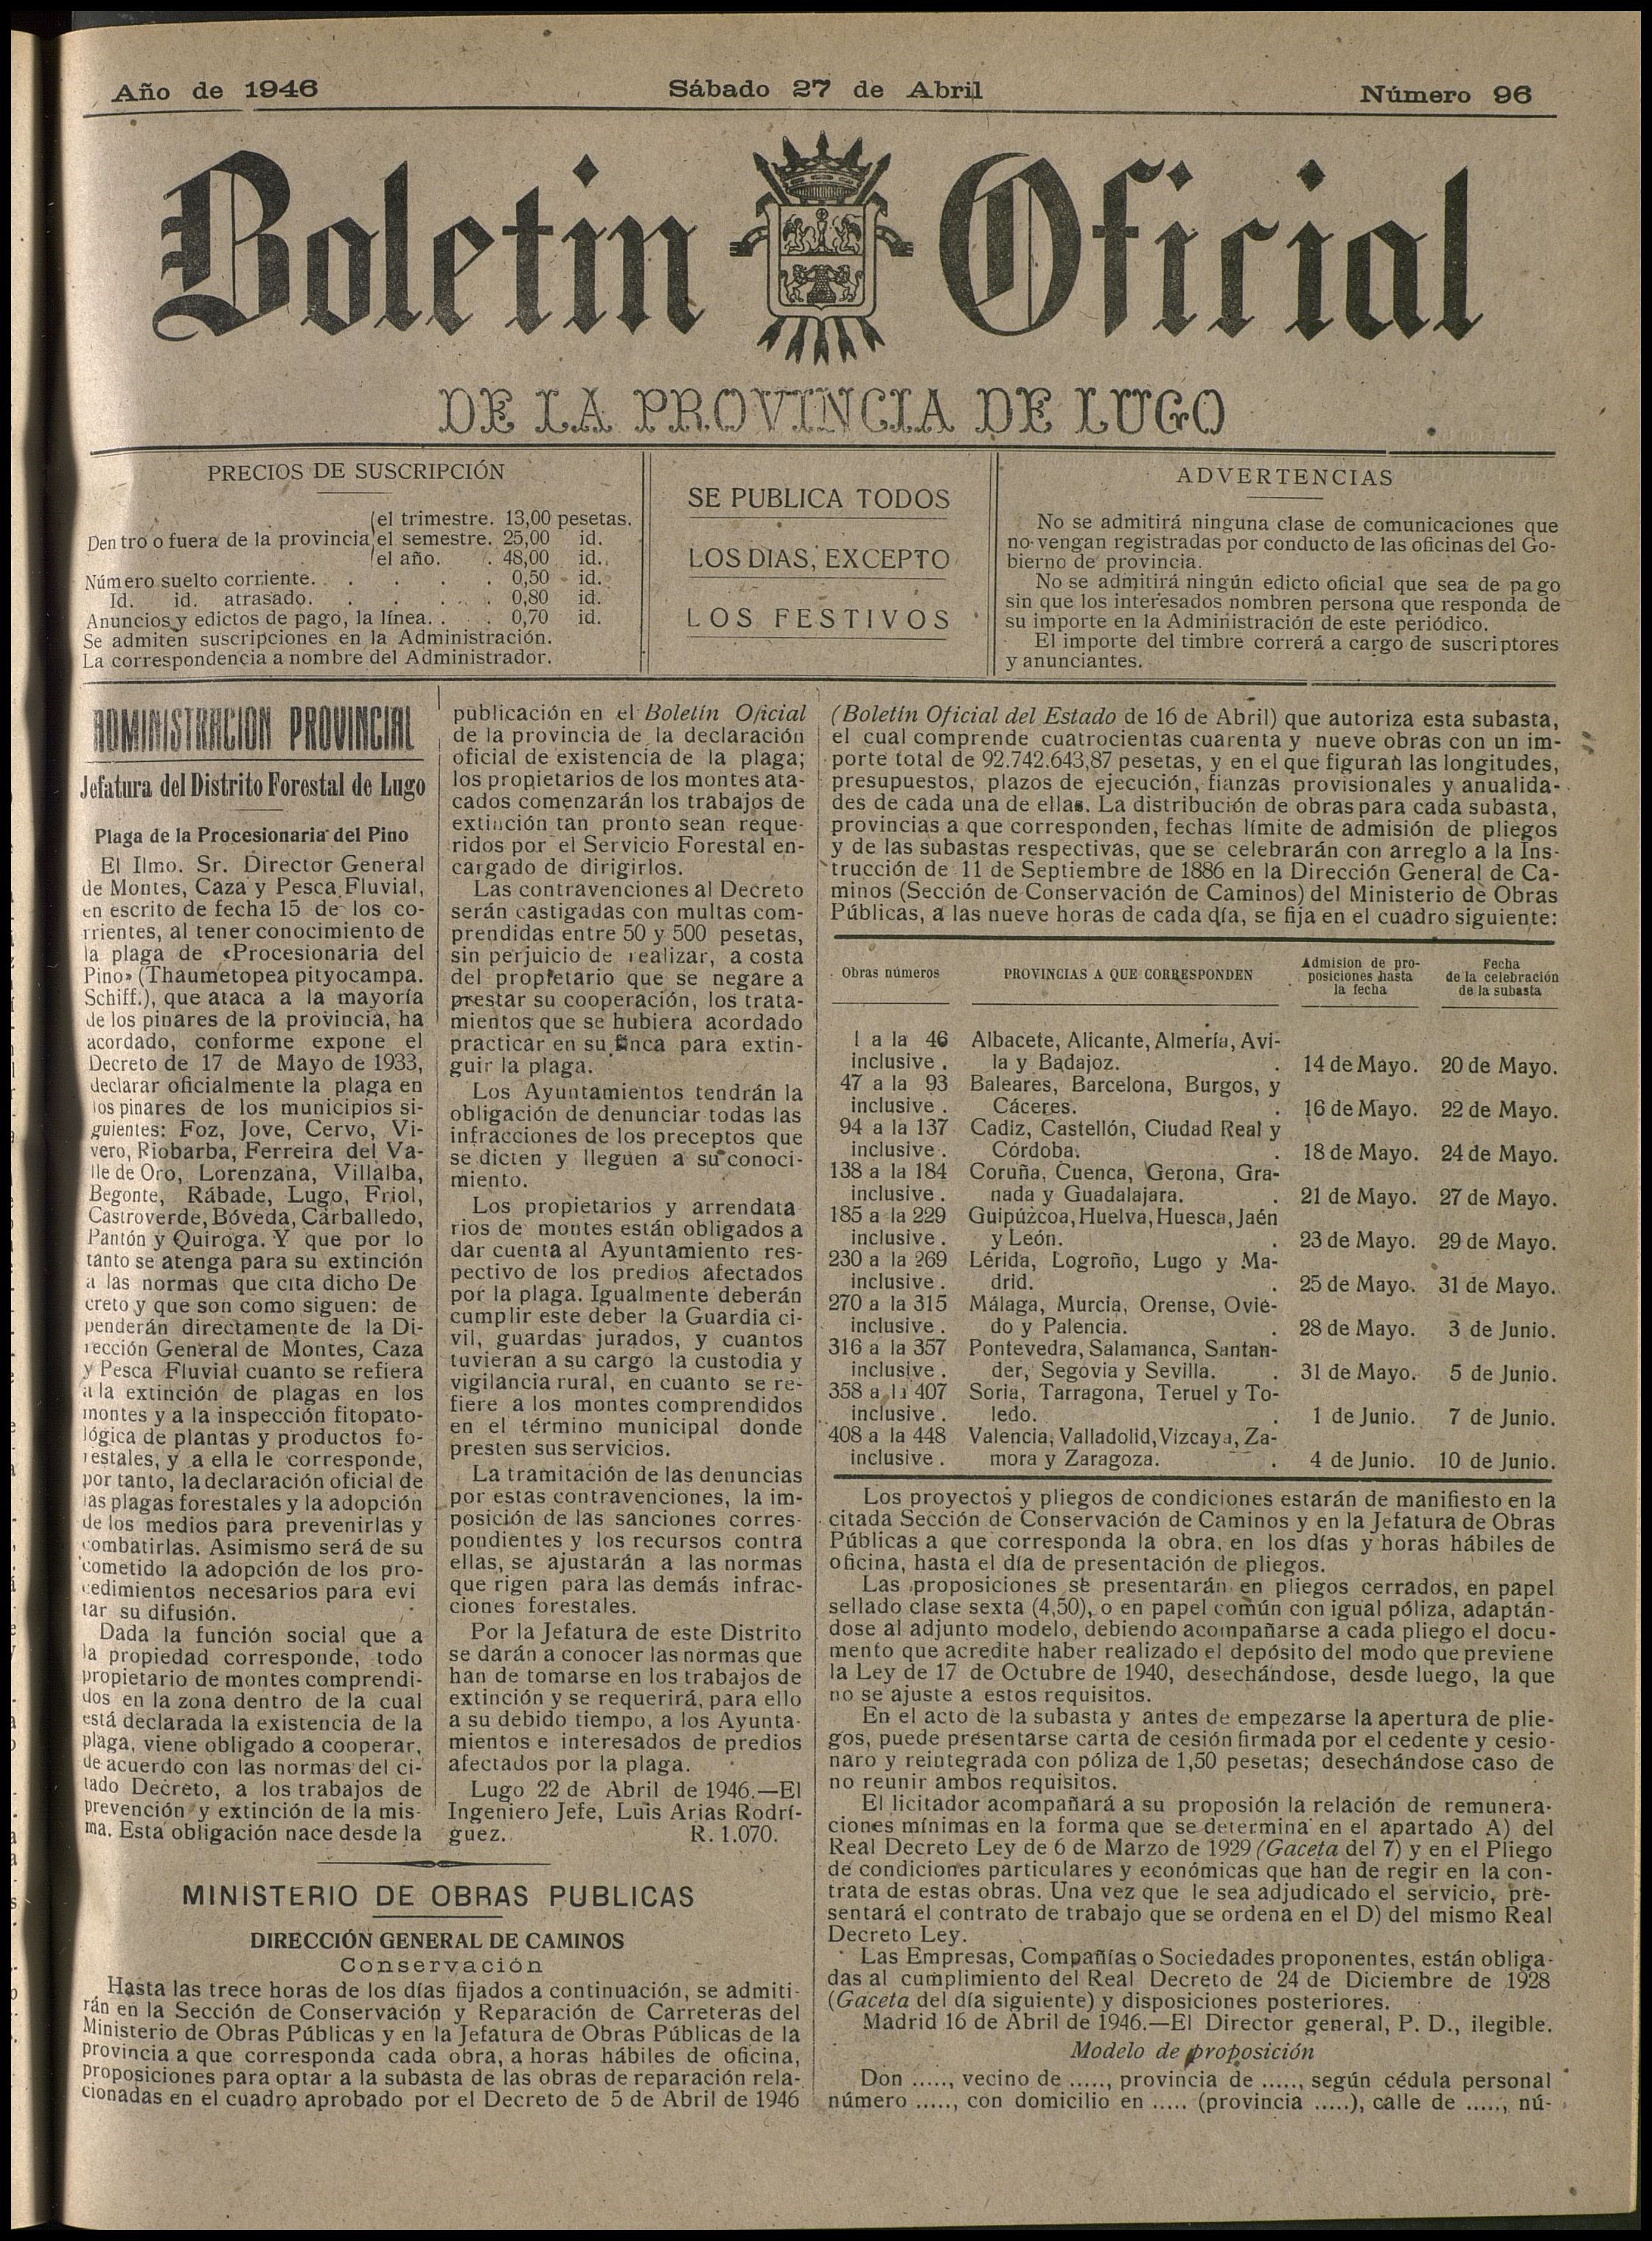 Año de 1946
Sábado 27 de Abril
Número 96
Boletín Oficial
DE LA PROVINCIA DE LUGO
PRECIOS DE SUSCRIPCIÓN
el trimestre. 13,00 pesetas.
Dentro o fuera de la provincia el semestre. 25,00 id.
el año. . 48,00 id.
Número suelto corriente. . . . . . 0,50 id.
Id. id. atrasado. . . . . . 0,80 id.
Anuncios y edictos de pago, la línea. . . . 0,70 id.
Se admiten suscripciones en la Administración.
La correspondencia a nombre del Administrador.
SE PUBLICA TODOS
LOS DIAS, EXCEPTO
LOS FESTIVOS
ADVERTENCIAS
No se admitirá ninguna clase de comunicaciones que
no vengan registradas por conducto de las oficinas del Go-
bierno de provincia.
No se admitirá ningún edicto oficial que sea de pago
sin que los interesados nombren persona que responda de
su importe en la Administración de este periódico.
El importe del timbre correrá a cargo de suscriptores
y anunciantes.
ADMINISTRACION PROVINCIAL
Jefatura del Distrito Forestal de Lugo
Plaga de la Procesionaria del Pino
El Ilmo. Sr. Director General
de Montes, Caza y Pesca Fluvial,
en escrito de fecha 15 de los co-
rrientes, al tener conocimiento de
la plaga de «Procesionaria del
Pino» (Thaumetopea pityocampa.
Schiff.), que ataca a la mayoría
de los pinares de la provincia, ha
acordado, conforme expone el
Decreto de 17 de Mayo de 1933,
declarar oficialmente la plaga en
los pinares de los municipios si-
guientes: Foz, Jove, Cervo, Vi-
vero, Riobarba, Ferreira del Va-
lle de Oro, Lorenzana, Villalba,
Begonte, Rábade, Lugo, Friol,
Castroverde, Bóveda, Carballedo,
Pantón y Quiroga. Y que por lo
tanto se atenga para su extinción
a las normas que cita dicho De
creto y que son como siguen: de
penderán directamente de la Di-
rección General de Montes, Caza
y Pesca Fluvial cuanto se refiera
a la extinción de plagas en los
montes y a la inspección fitopato-
lógica de plantas y productos fo-
restales, y a ella le corresponde,
por tanto, la declaración oficial de
las plagas forestales y la adopción
de los medios para prevenirlas y
combatirlas. Asimismo será de su
cometido la adopción de los pro-
cedimientos necesarios para evi
tar su difusión.
Dada la función social que a
la propiedad corresponde, todo
propietario de montes comprendi-
dos en la zona dentro de la cual
está declarada la existencia de la
plaga, viene obligado a cooperar,
de acuerdo con las normas del ci-
tado Decreto, a los trabajos de
prevención y extinción de la mis-
ma. Esta obligación nace desde la
publicación en el Boletín Oficial
de la provincia de la declaración
oficial de existencia de la plaga;
los propietarios de los montes ata-
cados comenzarán los trabajos de
extinción tan pronto sean reque-
ridos por el Servicio Forestal en-
cargado de dirigirlos.
Las contravenciones al Decreto
serán castigadas con multas com-
prendidas entre 50 y 500 pesetas,
sin perjuicio de realizar, a costa
del propietario que se negare a
prestar su cooperación, los trata-
mientos que se hubiera acordado
practicar en su finca para extin-
guir la plaga.
Los Ayuntamientos tendrán la
obligación de denunciar todas las
infracciones de los preceptos que
se dicten y lleguen a su conoci-
miento.
Los propietarios y arrendata
rios de montes están obligados a
dar cuenta al Ayuntamiento res-
pectivo de los predios afectados
por la plaga. Igualmente deberán
cumplir este deber la Guardia ci-
vil, guardas jurados, y cuantos
tuvieran a su cargo la custodia y
vigilancia rural, en cuanto se re-
fiere a los montes comprendidos
en el término municipal donde
presten sus servicios.
La tramitación de las denuncias
por estas contravenciones, la im-
posición de las sanciones corres-
pondientes y los recursos contra
ellas, se ajustarán a las normas
que rigen para las demás infrac-
ciones forestales.
Por la Jefatura de este Distrito
se darán a conocer las normas que
han de tomarse en los trabajos de
extinción y se requerirá, para ello
a su debido tiempo, a los Ayunta-
mientos e interesados de predios
afectados por la plaga.
Lugo 22 de Abril de 1946.—El
Ingeniero Jefe, Luis Arias Rodrí-
guez. R. 1.070.
MINISTERIO DE OBRAS PUBLICAS
DIRECCIÓN GENERAL DE CAMINOS
Conservación
Hasta las trece horas de los días fijados a continuación, se admiti-
rán en la Sección de Conservación y Reparación de Carreteras del
Ministerio de Obras Públicas y en la Jefatura de Obras Públicas de la
provincia a que corresponda cada obra, a horas hábiles de oficina,
proposiciones para optar a la subasta de las obras de reparación rela-
cionadas en el cuadro aprobado por el Decreto de 5 de Abril de 1946
(Boletín Oficial del Estado de 16 de Abril) que autoriza esta subasta,
el cual comprende cuatrocientas cuarenta y nueve obras con un im-
porte total de 92.742.643,87 pesetas, y en el que figuran las longitudes,
presupuestos, plazos de ejecución, fianzas provisionales y anualida-
des de cada una de ellas. La distribución de obras para cada subasta,
provincias a que corresponden, fechas límite de admisión de pliegos
y de las subastas respectivas, que se celebrarán con arreglo a la Ins-
trucción de 11 de Septiembre de 1886 en la Dirección General de Ca-
minos (Sección de Conservación de Caminos) del Ministerio de Obras
Públicas, a las nueve horas de cada día, se fija en el cuadro siguiente:
Obras números
PROVINCIAS A QUE CORRESPONDEN
Admision de pro-
posiciones hasta
la fecha
Fecha
de la celebración
de la subasta
1 a la 46 Albacete, Alicante, Almería, Avi-
inclusive . la y Badajoz. . 14 de Mayo. 20 de Mayo.
47 a la 93 Baleares, Barcelona, Burgos, y
inclusive . Cáceres. . 16 de Mayo. 22 de Mayo.
94 a la 137 Cadiz, Castellón, Ciudad Real y
inclusive . Córdoba. . 18 de Mayo. 24 de Mayo.
138 a la 184 Coruña, Cuenca, Gerona, Gra-
inclusive . nada y Guadalajara. . 21 de Mayo. 27 de Mayo.
185 a la 229 Guipúzcoa, Huelva, Huesca, Jaén
inclusive . y León. . 23 de Mayo. 29 de Mayo.
230 a la 269 Lérida, Logroño, Lugo y Ma-
inclusive . drid. . 25 de Mayo. 31 de Mayo.
270 a la 315 Málaga, Murcia, Orense, Ovie-
inclusive . do y Palencia. . 28 de Mayo. 3 de Junio.
316 a la 357 Pontevedra, Salamanca, Santan-
inclusive . der, Segovia y Sevilla. . 31 de Mayo. 5 de Junio.
358 a la 407 Soria, Tarragona, Teruel y To-
inclusive . ledo. . 1 de Junio. 7 de Junio.
408 a la 448 Valencia, Valladolid, Vizcaya, Za-
inclusive . mora y Zaragoza. . 4 de Junio. 10 de Junio.
Los proyectos y pliegos de condiciones estarán de manifiesto en la
citada Sección de Conservación de Caminos y en la Jefatura de Obras
Públicas a que corresponda la obra, en los días y horas hábiles de
oficina, hasta el día de presentación de pliegos.
Las proposiciones se presentarán en pliegos cerrados, en papel
sellado clase sexta (4,50), o en papel común con igual póliza, adaptán-
dose al adjunto modelo, debiendo acompañarse a cada pliego el docu-
mento que acredite haber realizado el depósito del modo que previene
la Ley de 17 de Octubre de 1940, desechándose, desde luego, la que
no se ajuste a estos requisitos.
En el acto de la subasta y antes de empezarse la apertura de plie-
gos, puede presentarse carta de cesión firmada por el cedente y cesio-
naro y reintegrada con póliza de 1,50 pesetas; desechándose caso de
no reunir ambos requisitos.
El licitador acompañará a su proposión la relación de remunera-
ciones mínimas en la forma que se determina en el apartado A) del
Real Decreto Ley de 6 de Marzo de 1929 (Gaceta del 7) y en el Pliego
de condiciones particulares y económicas que han de regir en la con-
trata de estas obras. Una vez que le sea adjudicado el servicio, pre-
sentará el contrato de trabajo que se ordena en el D) del mismo Real
Decreto Ley.
Las Empresas, Compañías o Sociedades proponentes, están obliga-
das al cumplimiento del Real Decreto de 24 de Diciembre de 1928
(Gaceta del día siguiente) y disposiciones posteriores.
Madrid 16 de Abril de 1946.—El Director general, P. D., ilegible.
Modelo de proposición
Don ....., vecino de ....., provincia de ....., según cédula personal
número ....., con domicilio en ..... (provincia .....), calle de ....., nú-